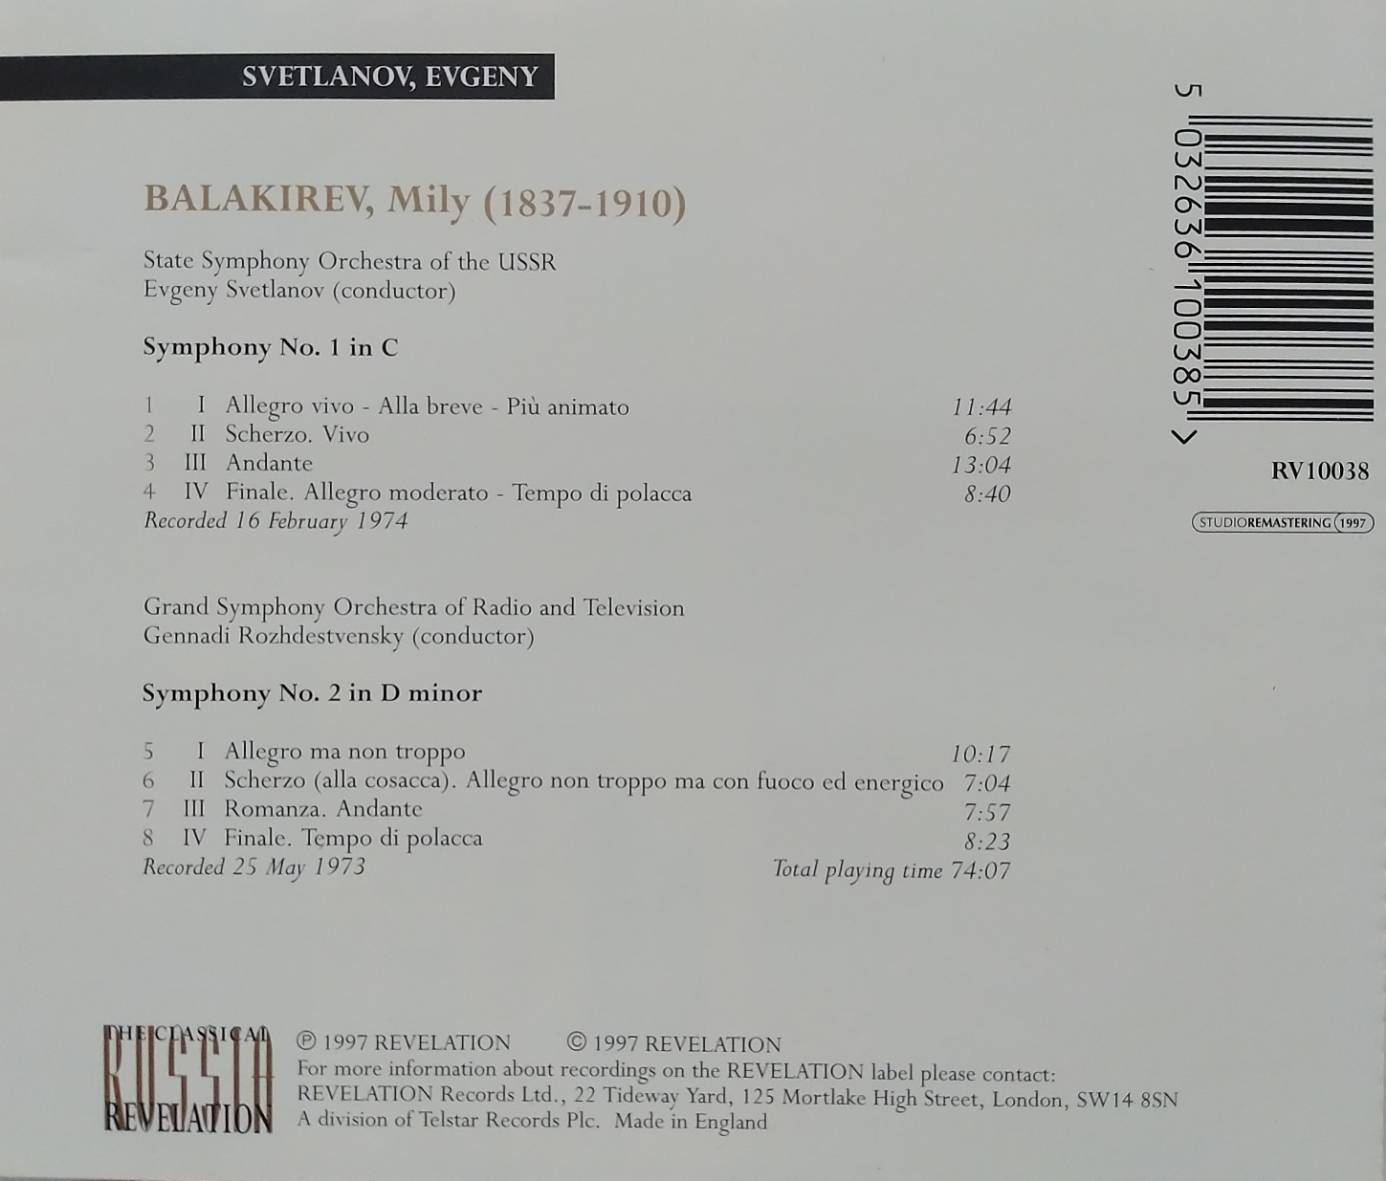 SVETLANOV, EVGENY
BALAKIREV, Mily (1837-1910)
State Symphony Orchestra of the USSR
Evgeny Svetlanov (conductor)
Symphony No. 1 in C
1 I Allegro vivo - Alla breve - Più animato 11:44
2 II Scherzo. Vivo 6:52
3 III Andante 13:04
4 IV Finale. Allegro moderato - Tempo di polacca 8:40
Recorded 16 February 1974
Grand Symphony Orchestra of Radio and Television
Gennadi Rozhdestvensky (conductor)
Symphony No. 2 in D minor
5 I Allegro ma non troppo 10:17
6 II Scherzo (alla cosacca). Allegro non troppo ma con fuoco ed energico 7:04
7 III Romanza. Andante 7:57
8 IV Finale. Tempo di polacca 8:23
Recorded 25 May 1973 Total playing time 74:07
5 032636 100385 >
RV10038
STUDIOREMASTERING 1997
THE CLASSICAL
RUSSIA
REVELATION
℗ 1997 REVELATION © 1997 REVELATION
For more information about recordings on the REVELATION label please contact:
REVELATION Records Ltd., 22 Tideway Yard, 125 Mortlake High Street, London, SW14 8SN
A division of Telstar Records Plc. Made in England